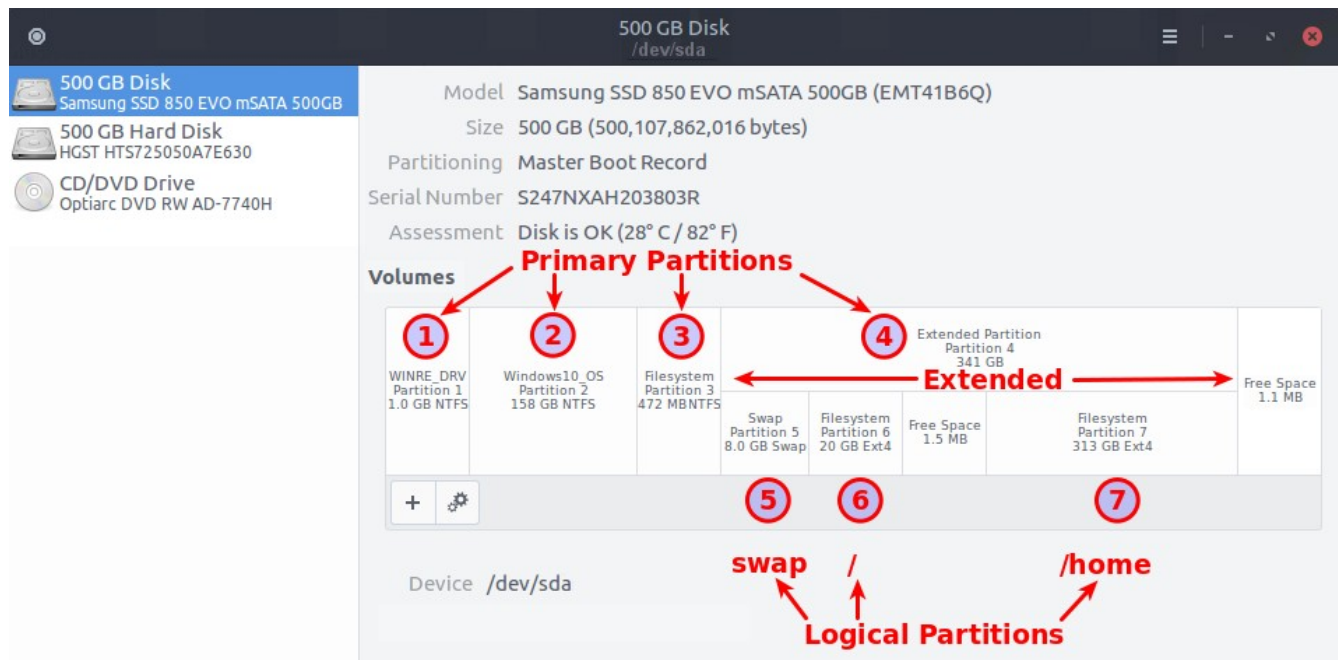 500 GB Disk
/dev/sda
500 GB Disk
Samsung SSD 850 EVO mSATA 500GB
500 GB Hard Disk
HGST HTS725050A7E630
CD/DVD Drive
Optiarc DVD RW AD-7740H
Model Samsung SSD 850 EVO mSATA 500GB (EMT41B6Q)
Size 500 GB (500,107,862,016 bytes)
Partitioning Master Boot Record
Serial Number S247NXAH203803R
Assessment Disk is OK (28° C / 82° F)
Primary Partitions
Volumes
1
2
3
4
WINRE_DRV
Partition 1
1.0 GB NTFS
Windows10_OS
Partition 2
158 GB NTFS
Filesystem
Partition 3
472 MB NTFS
Extended Partition
Partition 4
341 GB
Extended
Free Space
1.1 MB
Swap
Partition 5
8.0 GB Swap
Filesystem
Partition 6
20 GB Ext4
Free Space
1.5 MB
Filesystem
Partition 7
313 GB Ext4
+
5
6
7
swap / /home
Device /dev/sda
Logical Partitions